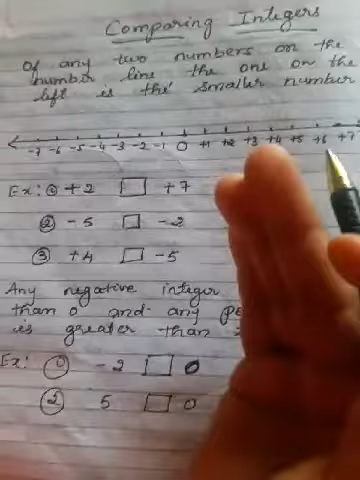 Comparing Integers
Of any two numbers on the
number line the one on the
left is the smaller number
-7 -6 -5 -4 -3 -2 -1 0 +1 +2 +3 +4 +5 +6 +7
Ex: ① +2 □ +7
② -5 □ -2
③ +4 □ -5
Any negative integer
than 0 and any
is greater than
Ex: ① -2 □ 0
② 5 □ 0